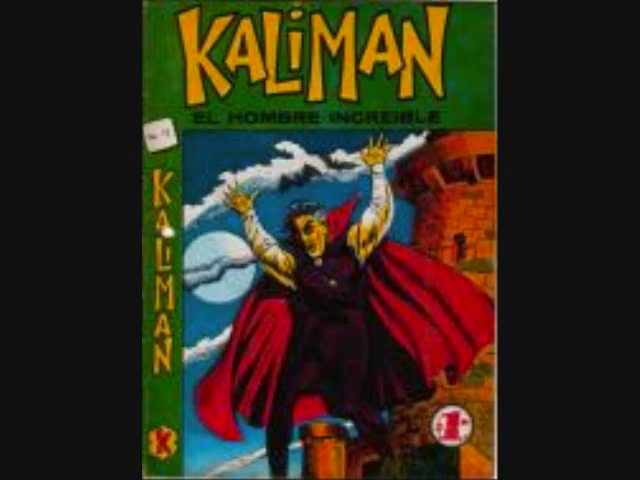 KALiMAN
EL HOMBRE INCREIBLE
KALiMAN
K
$1